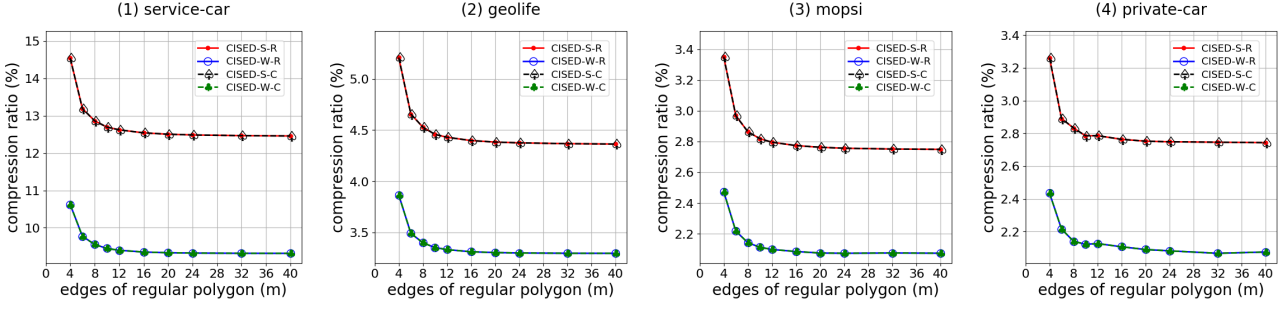 (1) service-car
compression ratio (%)
15
14
13
12
11
10
0 4 8 12 16 20 24 28 32 36 40
edges of regular polygon (m)
CISED-S-R
CISED-W-R
CISED-S-C
CISED-W-C
(2) geolife
compression ratio (%)
5.0
4.5
4.0
3.5
0 4 8 12 16 20 24 28 32 36 40
edges of regular polygon (m)
CISED-S-R
CISED-W-R
CISED-S-C
CISED-W-C
(3) mopsi
compression ratio (%)
3.4
3.2
3.0
2.8
2.6
2.4
2.2
0 4 8 12 16 20 24 28 32 36 40
edges of regular polygon (m)
CISED-S-R
CISED-W-R
CISED-S-C
CISED-W-C
(4) private-car
compression ratio (%)
3.4
3.2
3.0
2.8
2.6
2.4
2.2
0 4 8 12 16 20 24 28 32 36 40
edges of regular polygon (m)
CISED-S-R
CISED-W-R
CISED-S-C
CISED-W-C